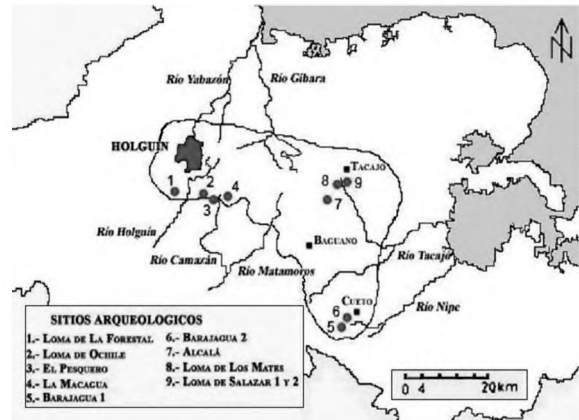 N
Río Yabazón
Río Gibara
HOLGUIN
TACAJO
1
2
3
4
8
9
7
Río Holguín
BAGUANO
Río Camazán
Río Tacajó
Río Matamoros
CUETO
Río Nipe
6
5
SITIOS ARQUEOLOGICOS
1.- LOMA DE LA FORESTAL
2.- LOMA DE OCHILE
3.- EL PESQUERO
4.- LA MACAGUA
5.- BARAJAGUA 1
6.- BARAJAGUA 2
7.- ALCALÁ
8.- LOMA DE LOS MATES
9.- LOMA DE SALAZAR 1 Y 2
0 4 20km